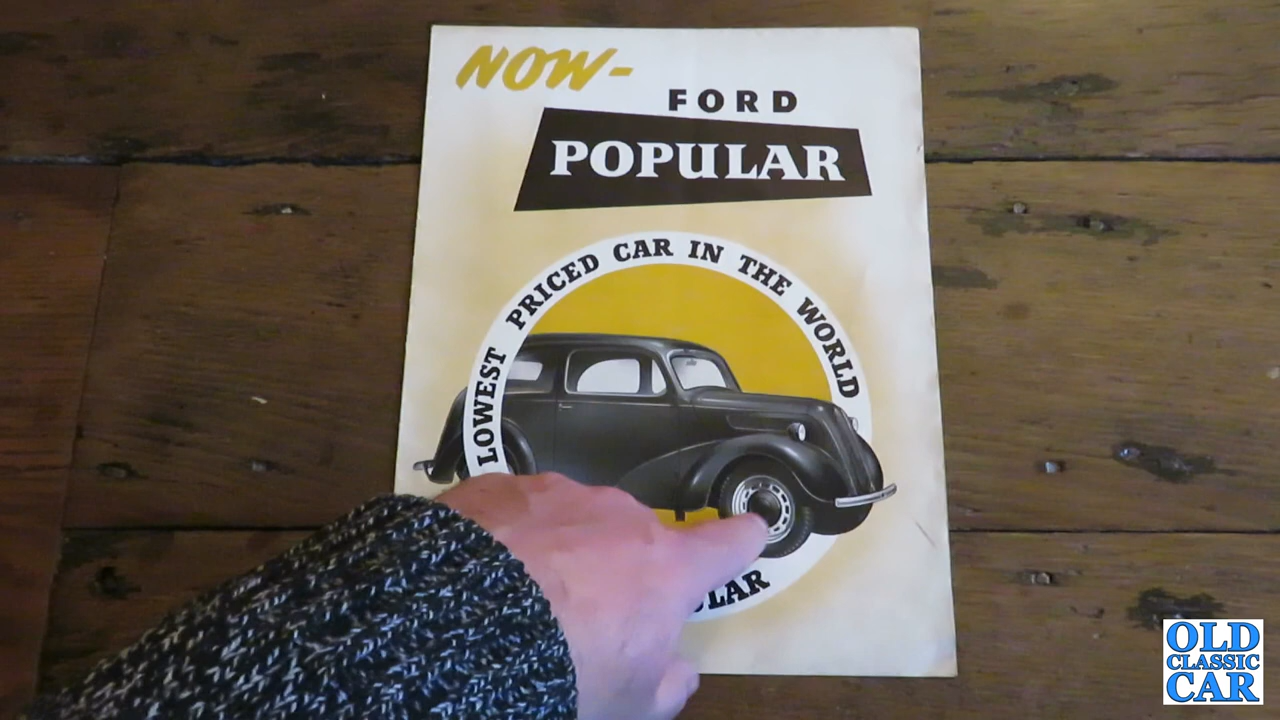 NOW-
FORD
POPULAR
LOWEST PRICED CAR IN THE WORLD
OLD
CLASSIC
CAR